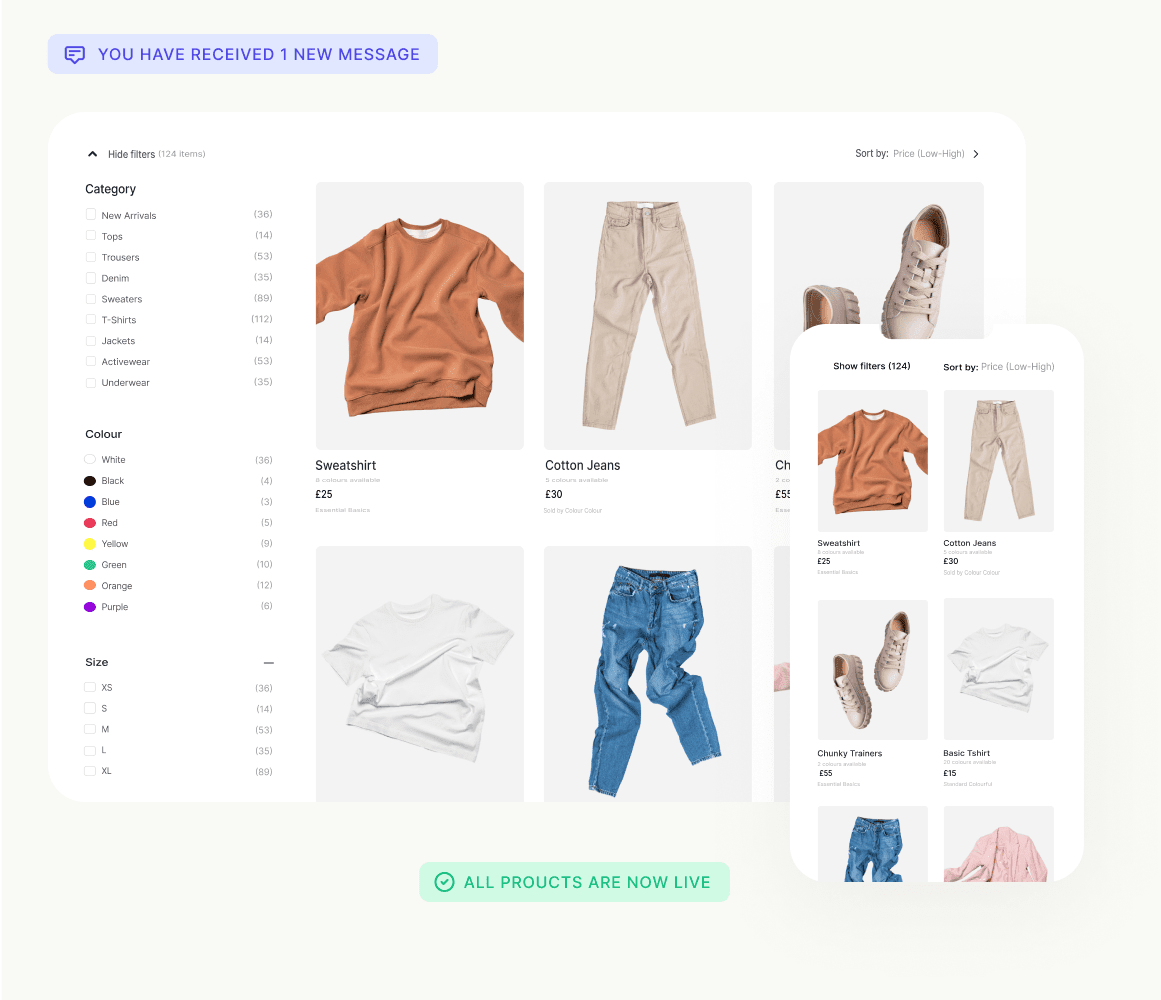 YOU HAVE RECEIVED 1 NEW MESSAGE
Hide filters (124 items)
Sort by: Price (Low-High)
Category
New Arrivals (36)
Tops (14)
Trousers (53)
Denim (35)
Sweaters (89)
T-Shirts (112)
Jackets (14)
Activewear (53)
Underwear (35)
Colour
White (36)
Black (4)
Blue (3)
Red (5)
Yellow (9)
Green (10)
Orange (12)
Purple (6)
Size
XS (36)
S (14)
M (53)
L (35)
XL (89)
Sweatshirt
8 colours available
£25
Essential Basics
Cotton Jeans
5 colours available
£30
Sold by Colour Colour
Ch
2 co
£55
Esse
Show filters (124)
Sort by: Price (Low-High)
Sweatshirt
8 colours available
£25
Essential Basics
Cotton Jeans
5 colours available
£30
Sold by Colour Colour
Chunky Trainers
2 colours available
£55
Essential Basics
Basic Tshirt
20 colours available
£15
Standard Colourful
ALL PROUCTS ARE NOW LIVE